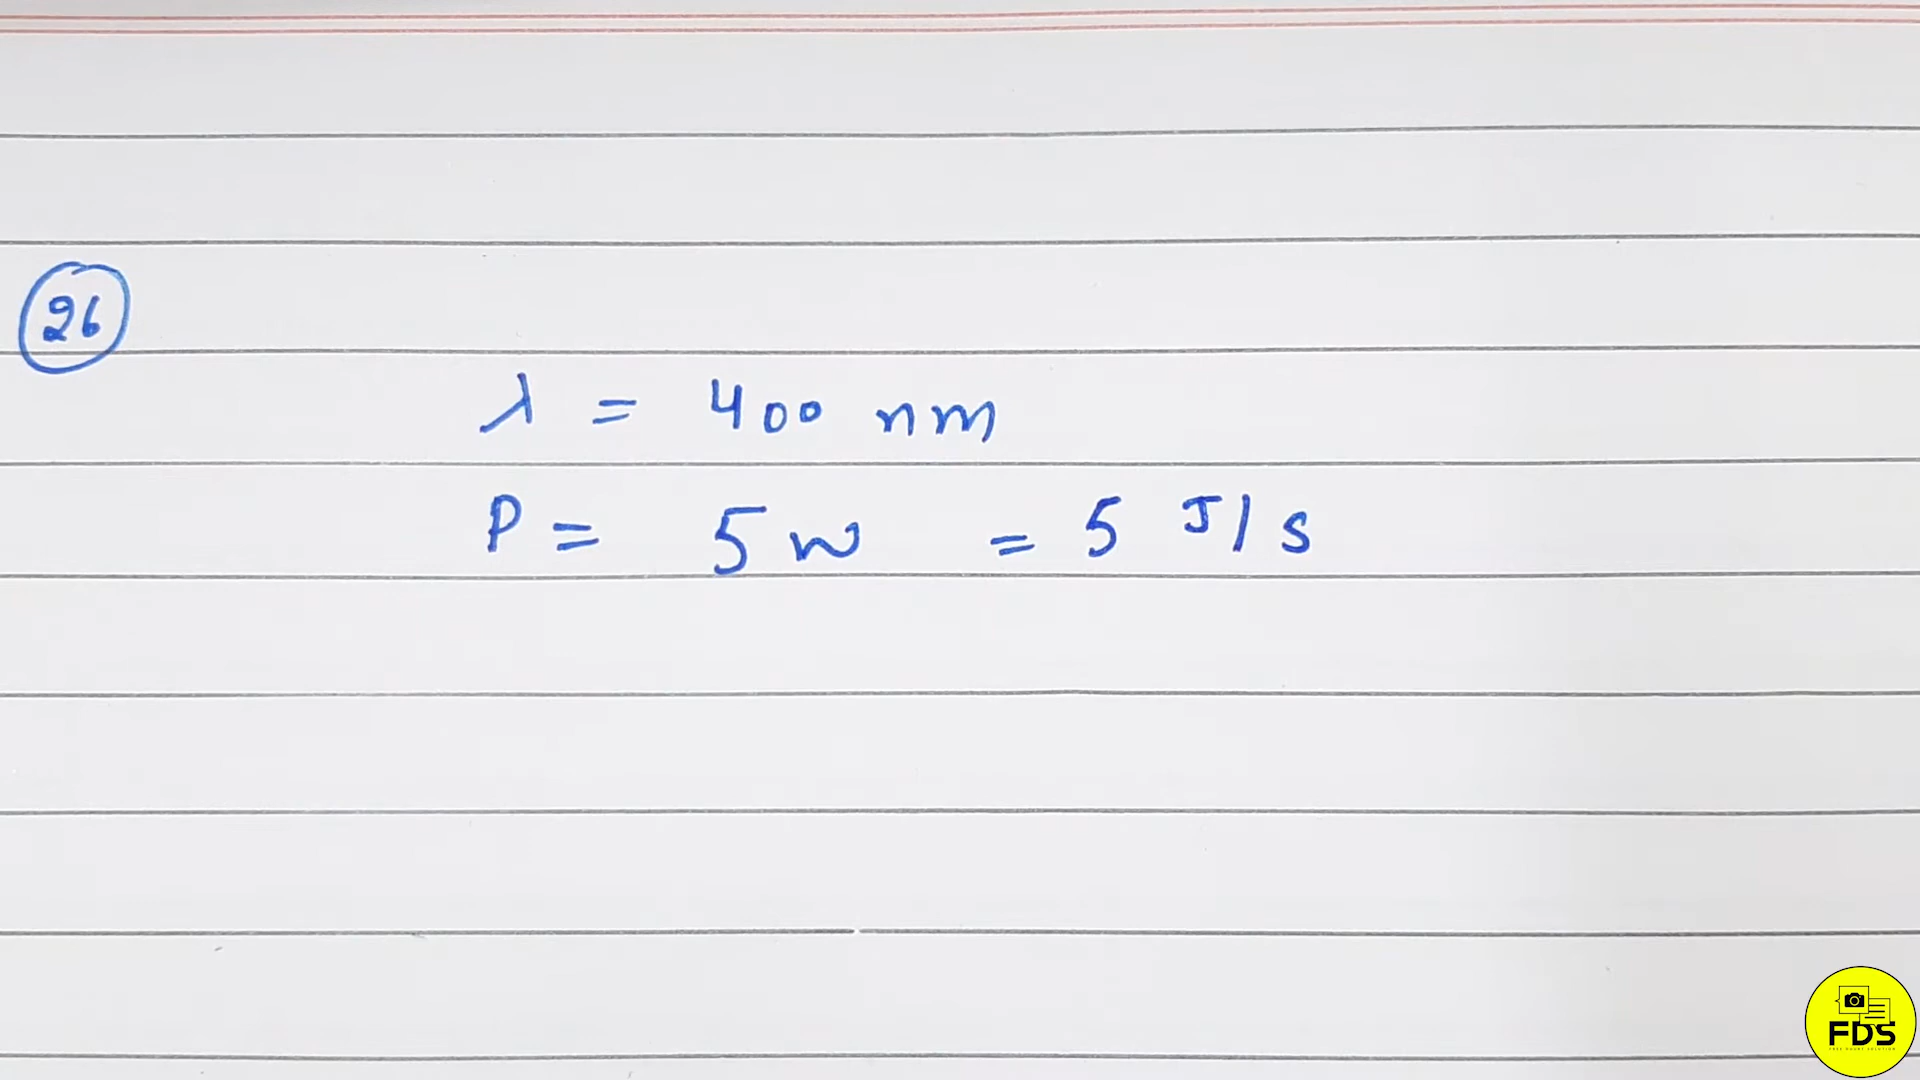 26
λ = 400 nm
P = 5 w = 5 J/s
FDS